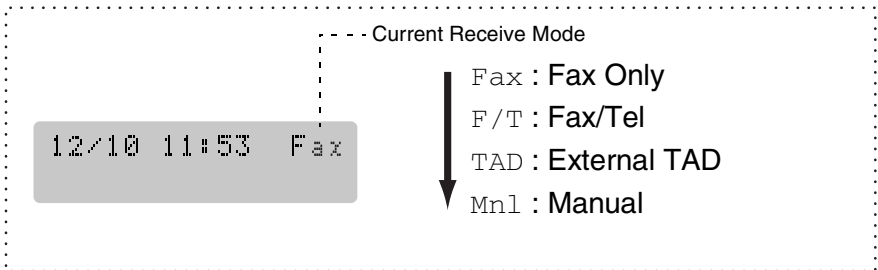 Current Receive Mode
12/10 11:53 Fax
Fax : Fax Only
F/T : Fax/Tel
TAD : External TAD
Mnl : Manual